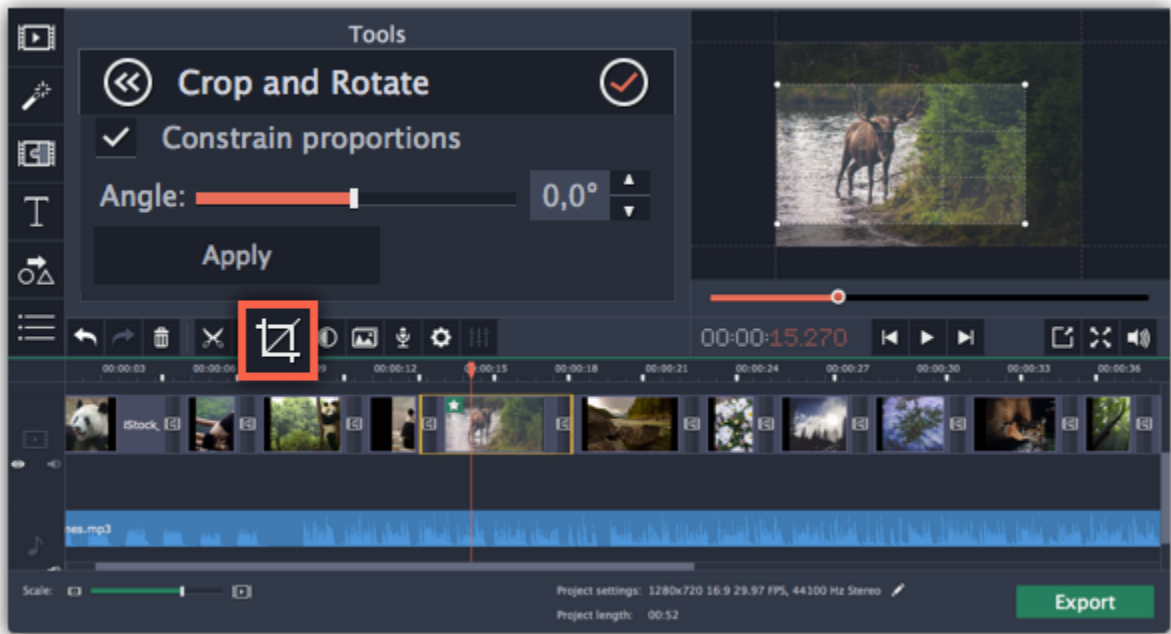 Tools
Crop and Rotate
Constrain proportions
Angle: 0,0°
Apply
T
00:00:15.270
00:00:03 00:00:06 09 00:00:12 00:00:15 00:00:18 00:00:21 00:00:24 00:00:27 00:00:30 00:00:33 00:00:36
iStock_
nes.mp3
Scale:
Project settings: 1280x720 16:9 29.97 FPS, 44100 Hz Stereo
Project length: 00:52
Export